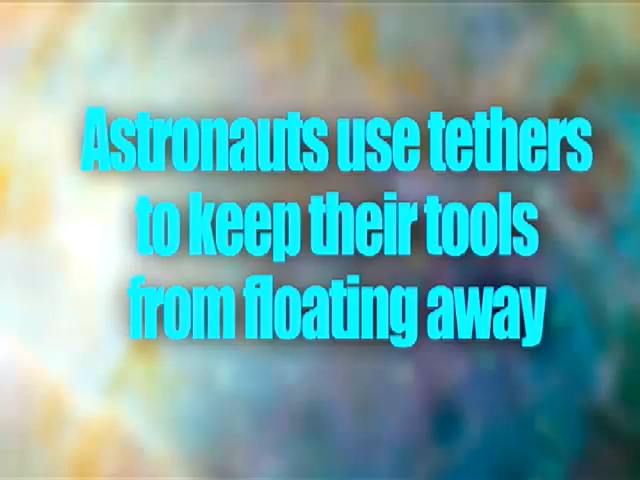 Astronauts use tethers
to keep their tools
from floating away